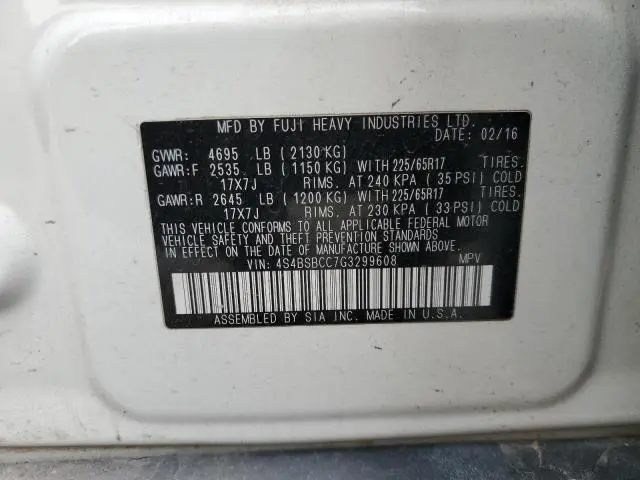 MFD BY FUJI HEAVY INDUSTRIES LTD.
DATE: 02/16
GVWR: 4695 LB (2130 KG)
GAWR:F 2535 LB (1150 KG) WITH 225/65R17 TIRES.
17X7J RIMS. AT 240 KPA (35 PSI) COLD
GAWR:R 2645 LB (1200 KG) WITH 225/65R17 TIRES.
17X7J RIMS. AT 230 KPA (33 PSI) COLD
THIS VEHICLE CONFORMS TO ALL APPLICABLE FEDERAL MOTOR
VEHICLE SAFETY AND THEFT PREVENTION STANDARDS
IN EFFECT ON THE DATE OF MANUFACTURE SHOWN ABOVE.
VIN: 4S4BSBCC7G3299608 MPV
ASSEMBLED BY SIA INC. MADE IN U.S.A.